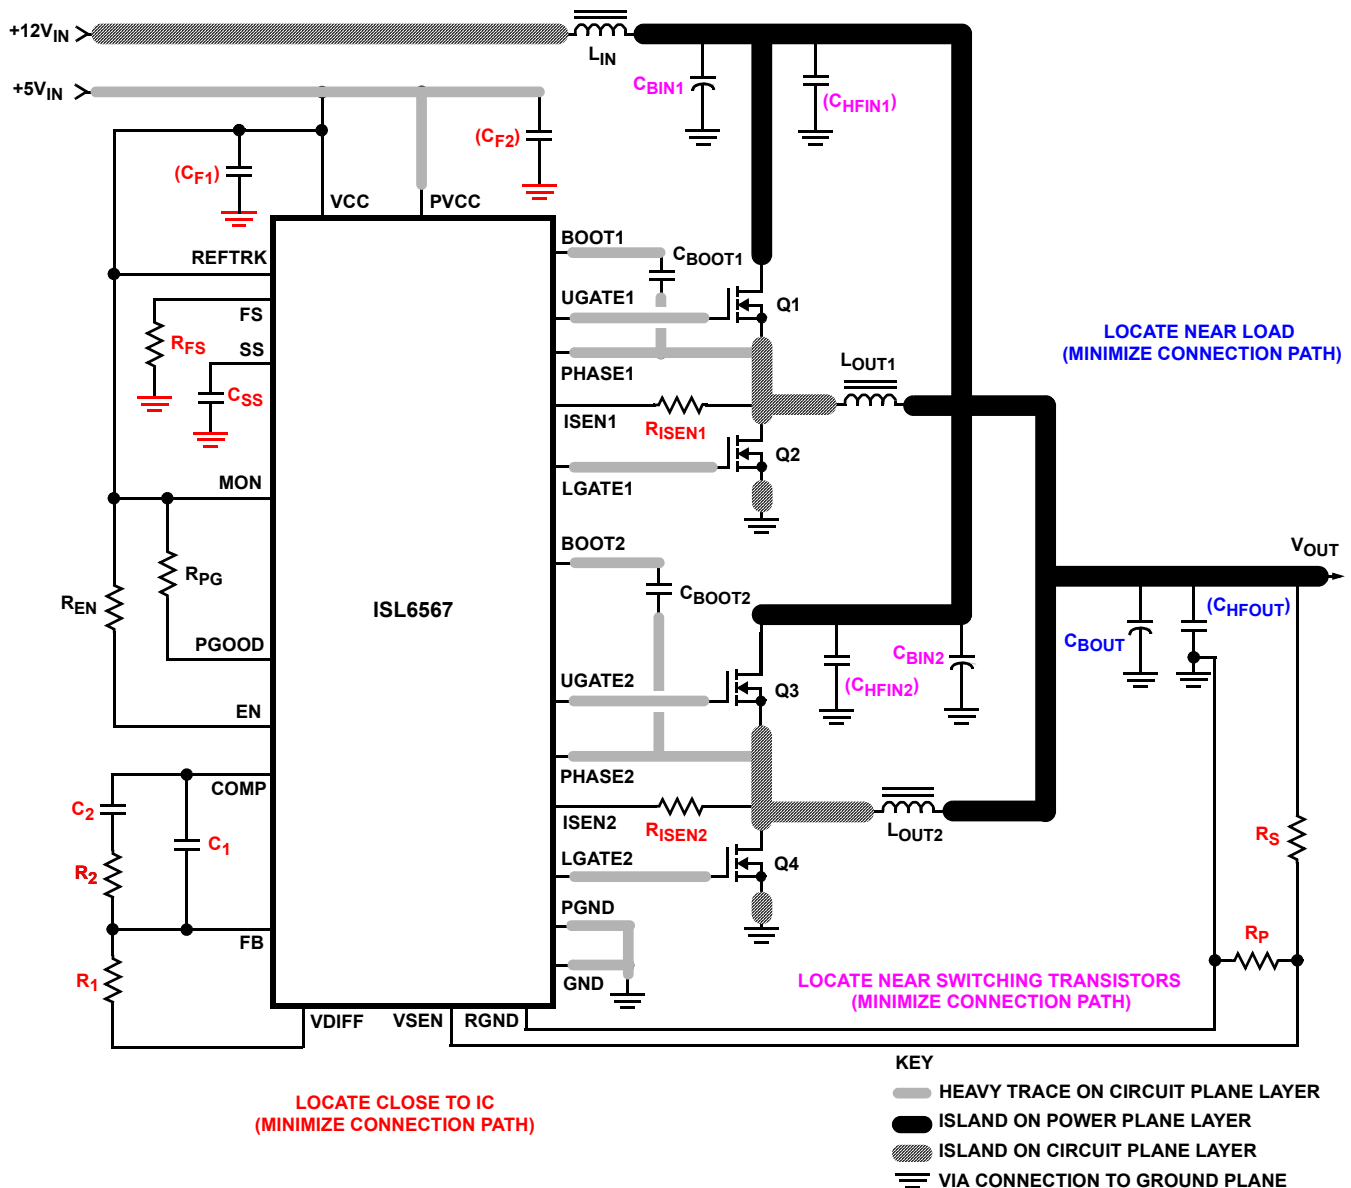 +12VIN
LIN
CBIN1
(CHFIN1)
+5VIN
(CF2)
(CF1)
VCC
PVCC
REFTRK
FS
RFS
SS
CSS
MON
RPG
REN
PGOOD
EN
COMP
C2
C1
R2
FB
R1
VDIFF
VSEN
RGND
ISL6567
BOOT1
CBOOT1
UGATE1
Q1
PHASE1
LOUT1
ISEN1
RISEN1
Q2
LGATE1
BOOT2
CBOOT2
UGATE2
Q3
CBIN2
(CHFIN2)
PHASE2
ISEN2
RISEN2
LOUT2
LGATE2
Q4
PGND
GND
LOCATE NEAR LOAD
(MINIMIZE CONNECTION PATH)
VOUT
(CHFOUT)
CBOUT
RS
RP
LOCATE NEAR SWITCHING TRANSISTORS
(MINIMIZE CONNECTION PATH)
LOCATE CLOSE TO IC
(MINIMIZE CONNECTION PATH)
KEY
HEAVY TRACE ON CIRCUIT PLANE LAYER
ISLAND ON POWER PLANE LAYER
ISLAND ON CIRCUIT PLANE LAYER
VIA CONNECTION TO GROUND PLANE